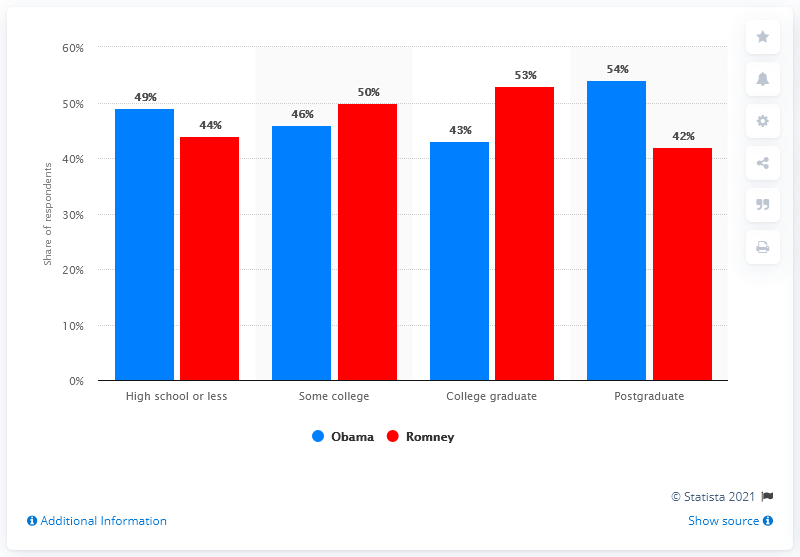 60%
50%
40%
30%
20%
10%
0%
Share of respondents
49%
44%
46%
50%
43%
53%
54%
42%
High school or less
Some college
College graduate
Postgraduate
Obama
Romney
© Statista 2021
Additional Information
Show source